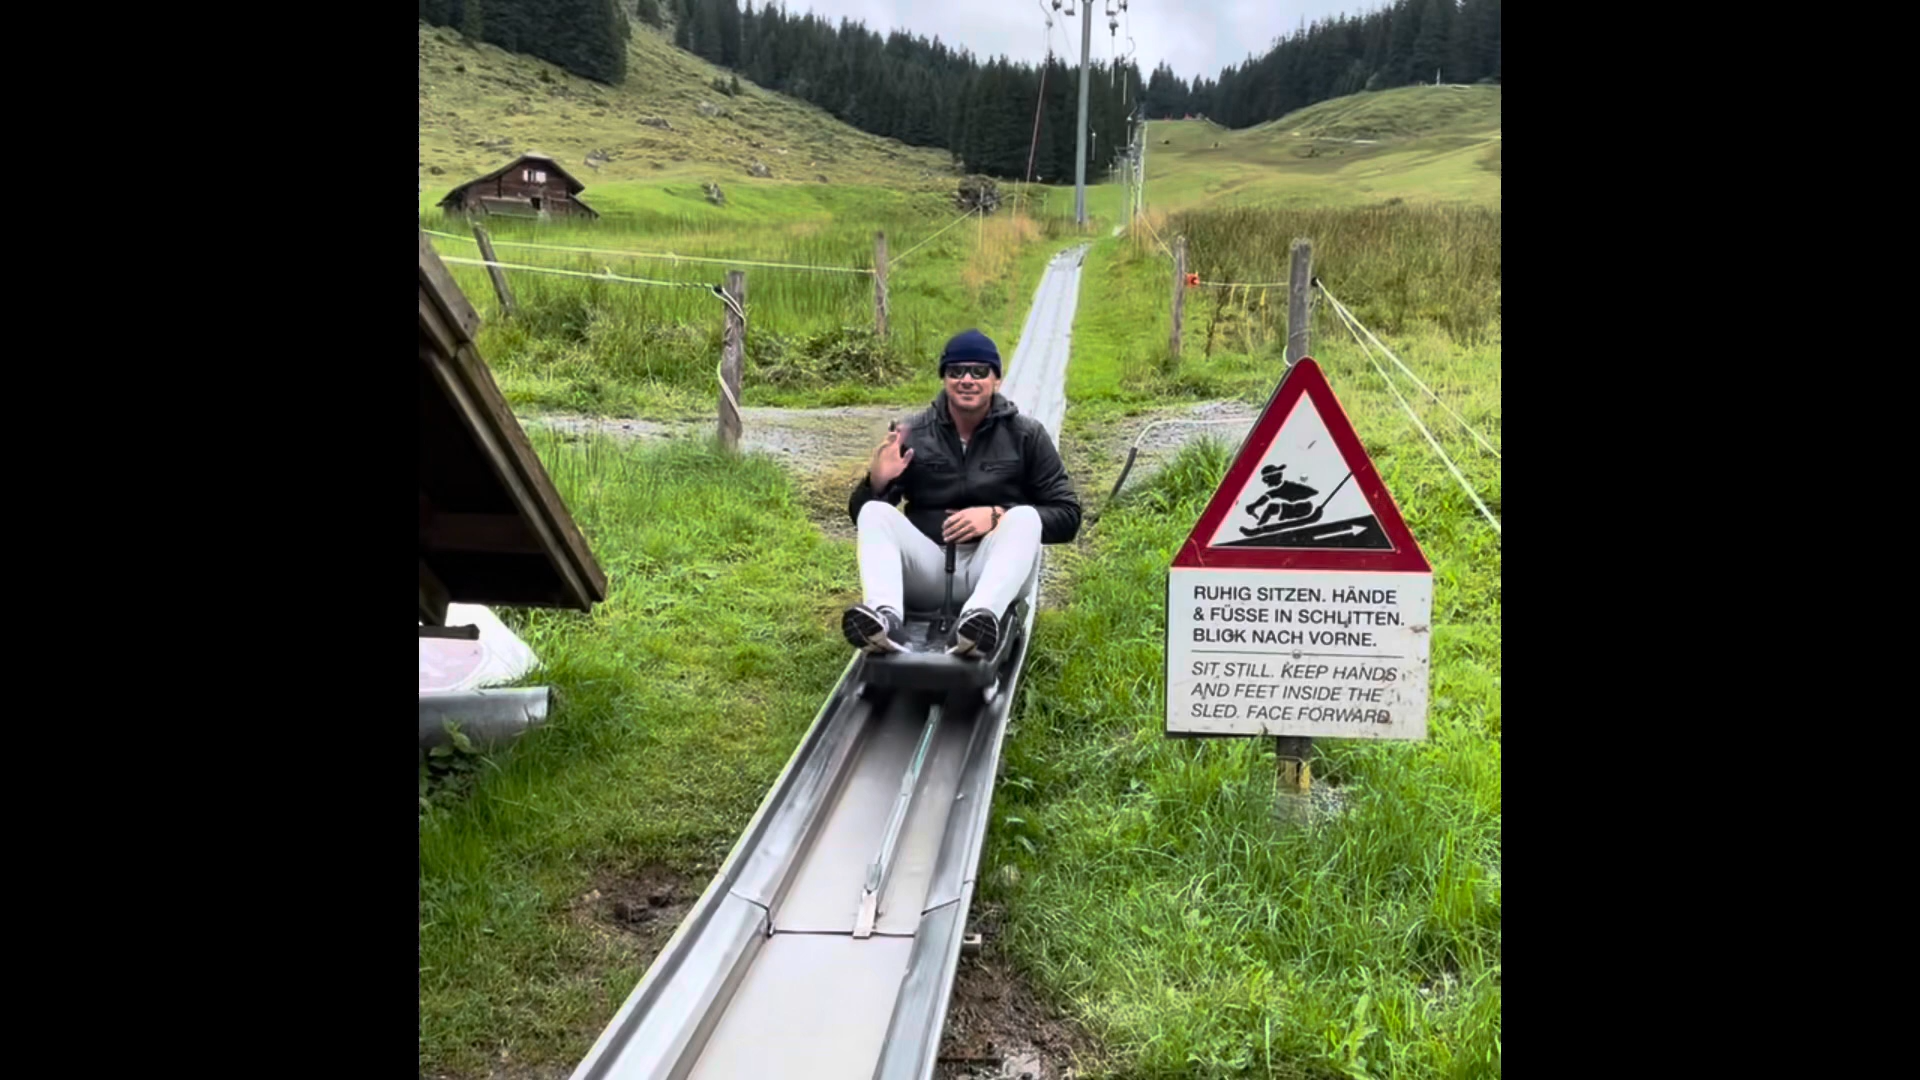 RUHIG SITZEN. HÄNDE
& FÜSSE IN SCHLITTEN.
BLICK NACH VORNE.
SIT STILL. KEEP HANDS
AND FEET INSIDE THE
SLED. FACE FORWARD.